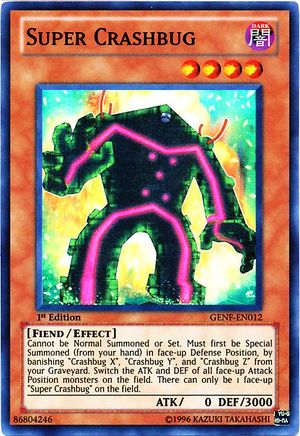 SUPER CRASHBUG
DARK
闇
1st Edition
GENF-EN012
[FIEND / EFFECT]
Cannot be Normal Summoned or Set. Must first be Special
Summoned (from your hand) in face-up Defense Position, by
banishing "Crashbug X", "Crashbug Y", and "Crashbug Z" from
your Graveyard. Switch the ATK and DEF of all face-up Attack
Position monsters on the field. There can only be 1 face-up
"Super Crashbug" on the field.
ATK/ 0 DEF/3000
86804246
©1996 KAZUKI TAKAHASHI